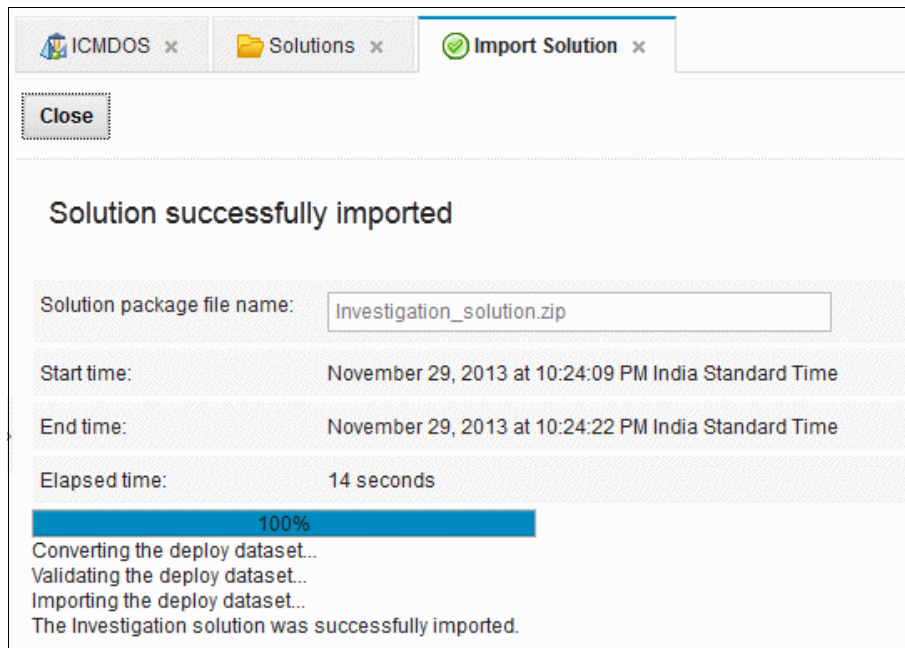 ICMDOS x Solutions x Import Solution x
Close
Solution successfully imported
Solution package file name: Investigation_solution.zip
Start time: November 29, 2013 at 10:24:09 PM India Standard Time
End time: November 29, 2013 at 10:24:22 PM India Standard Time
Elapsed time: 14 seconds
100%
Converting the deploy dataset...
Validating the deploy dataset...
Importing the deploy dataset...
The Investigation solution was successfully imported.